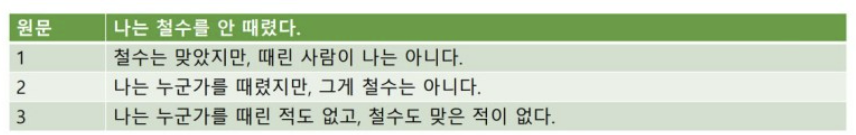 원문 나는 철수를 안 때렸다.
1 철수는 맞았지만, 때린 사람이 나는 아니다.
2 나는 누군가를 때렸지만, 그게 철수는 아니다.
3 나는 누군가를 때린 적도 없고, 철수도 맞은 적이 없다.